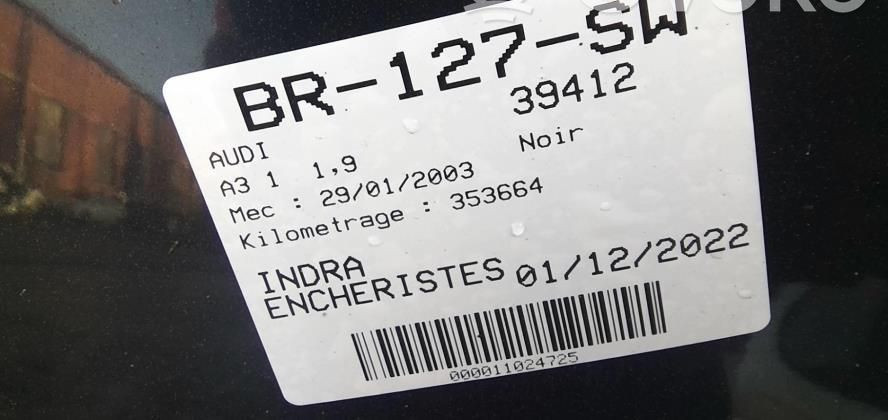 BR-127-SW
39412
AUDI
A3 1 1,9 Noir
Mec : 29/01/2003
Kilometrage : 353664
INDRA
ENCHERISTES 01/12/2022
000011024725